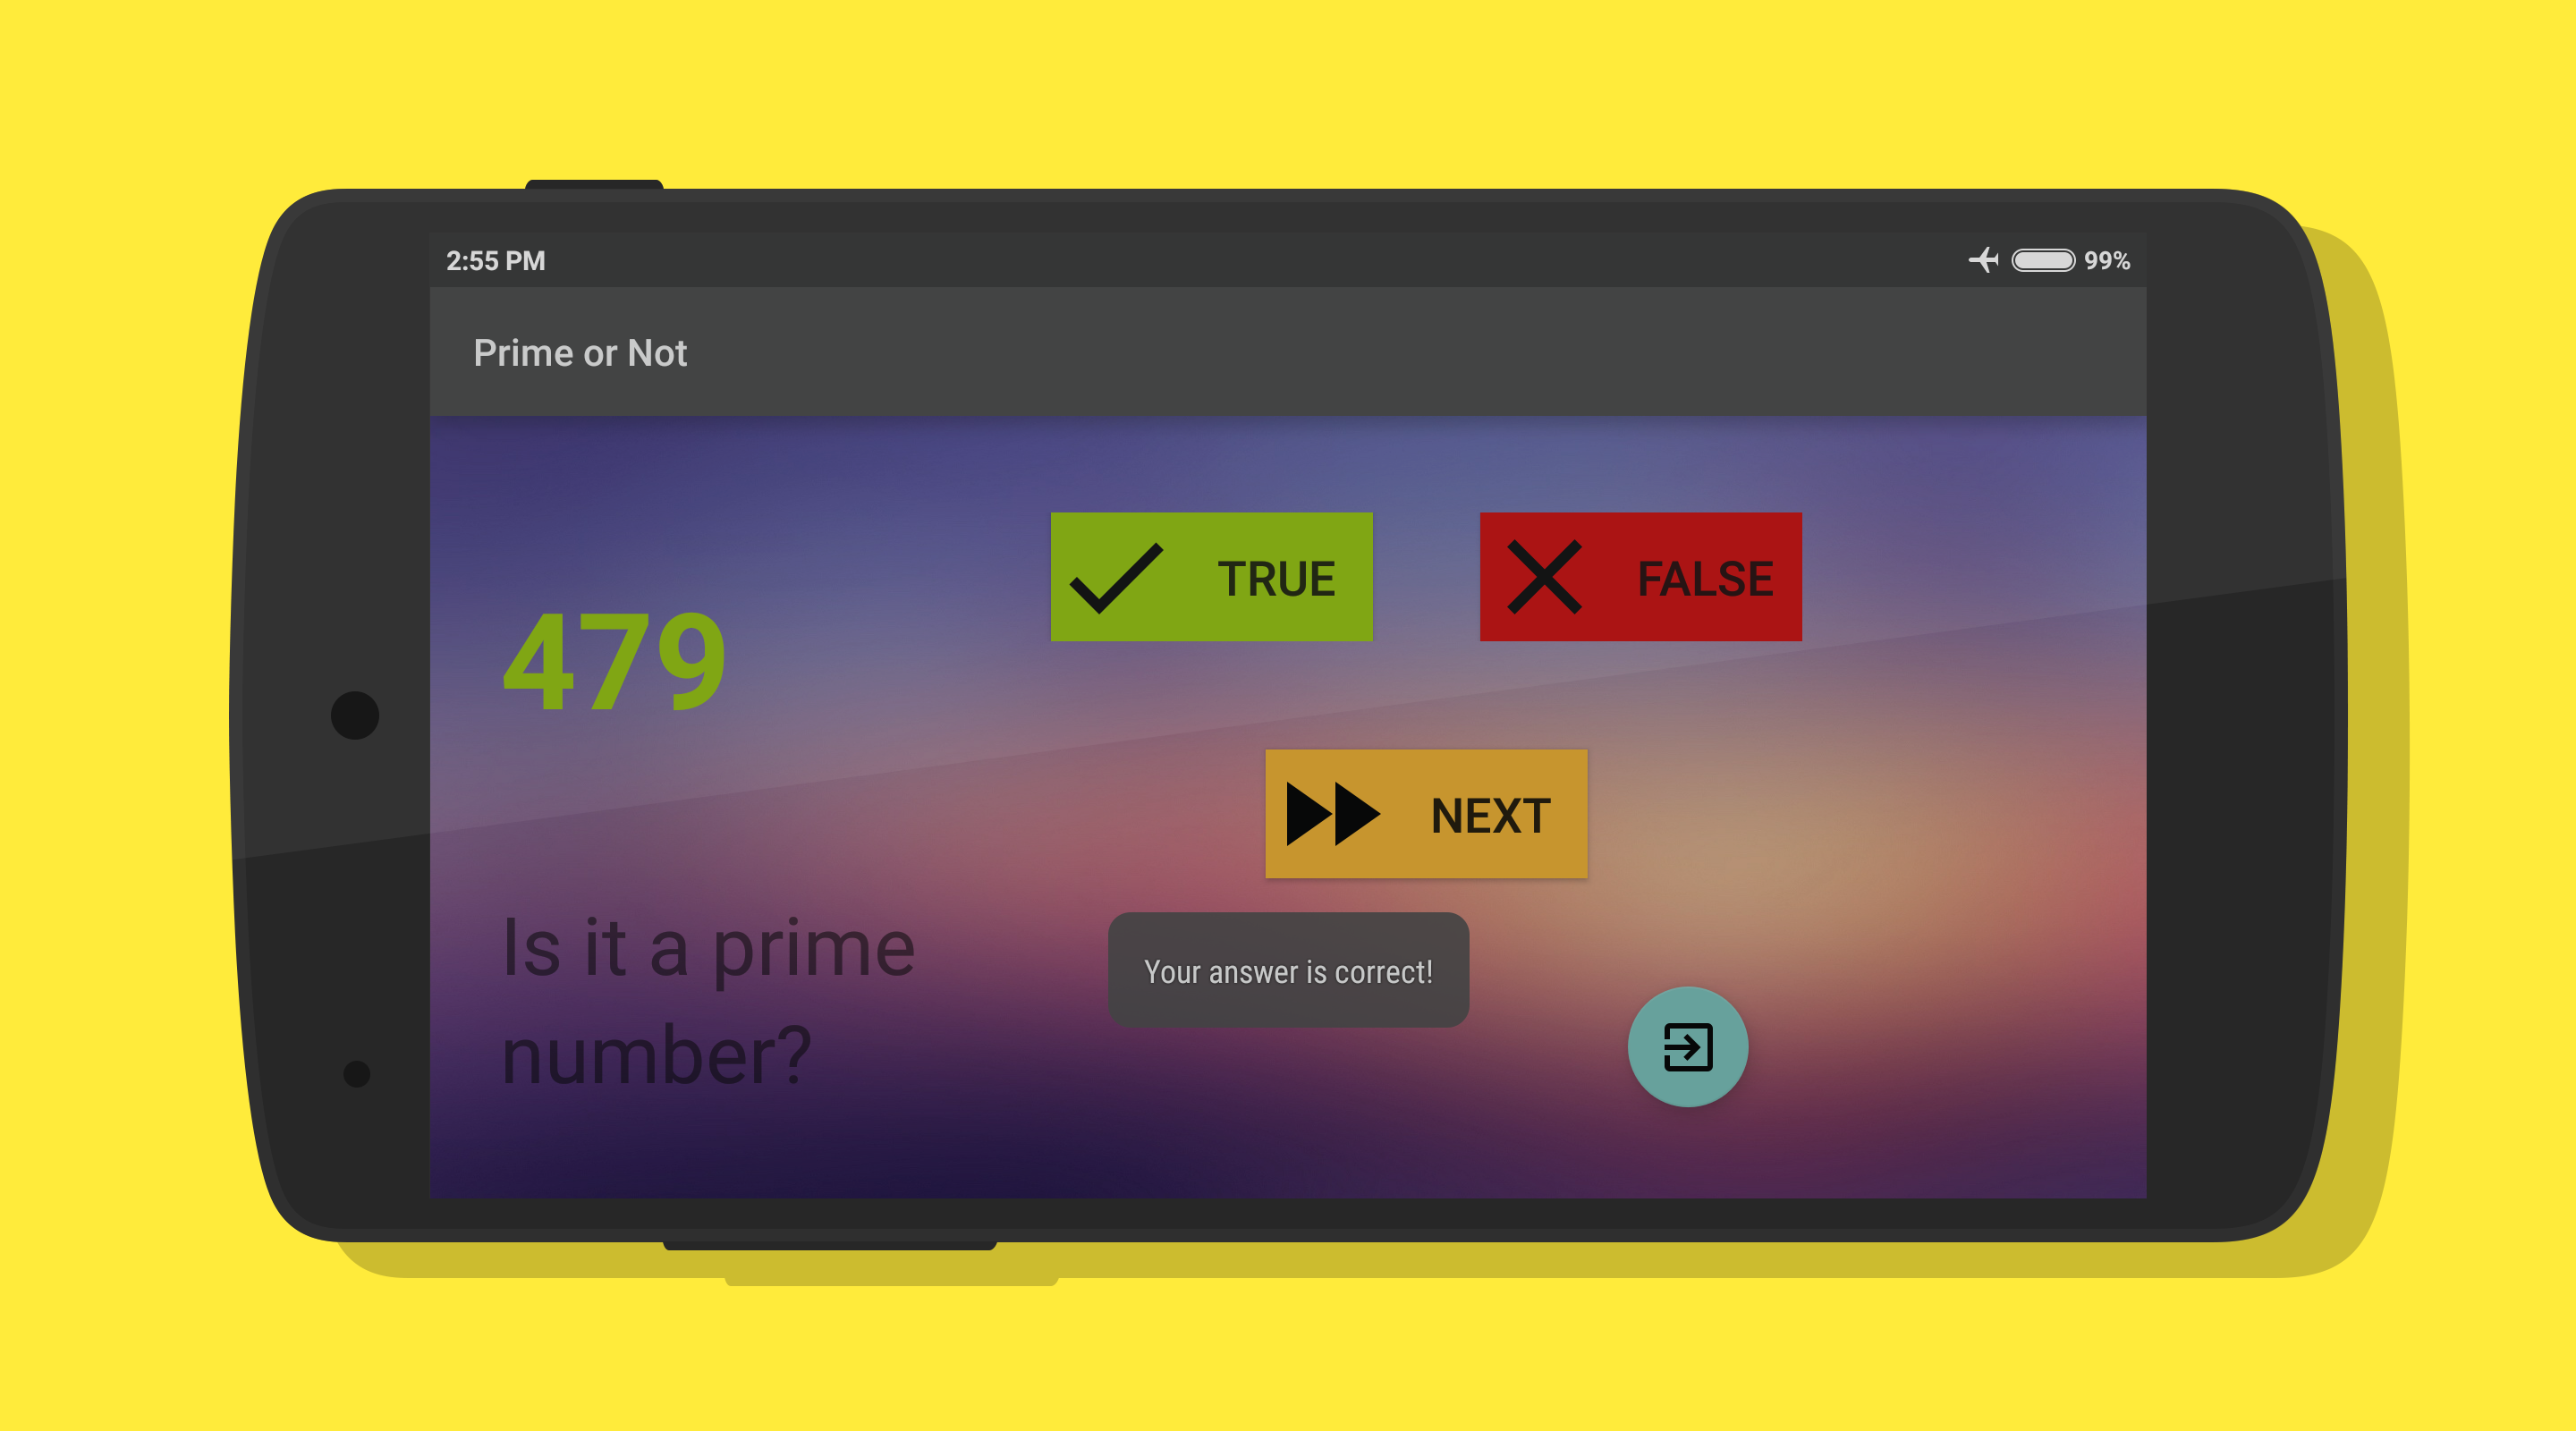 2:55 PM
99%
Prime or Not
479
TRUE
FALSE
NEXT
Is it a prime
number?
Your answer is correct!